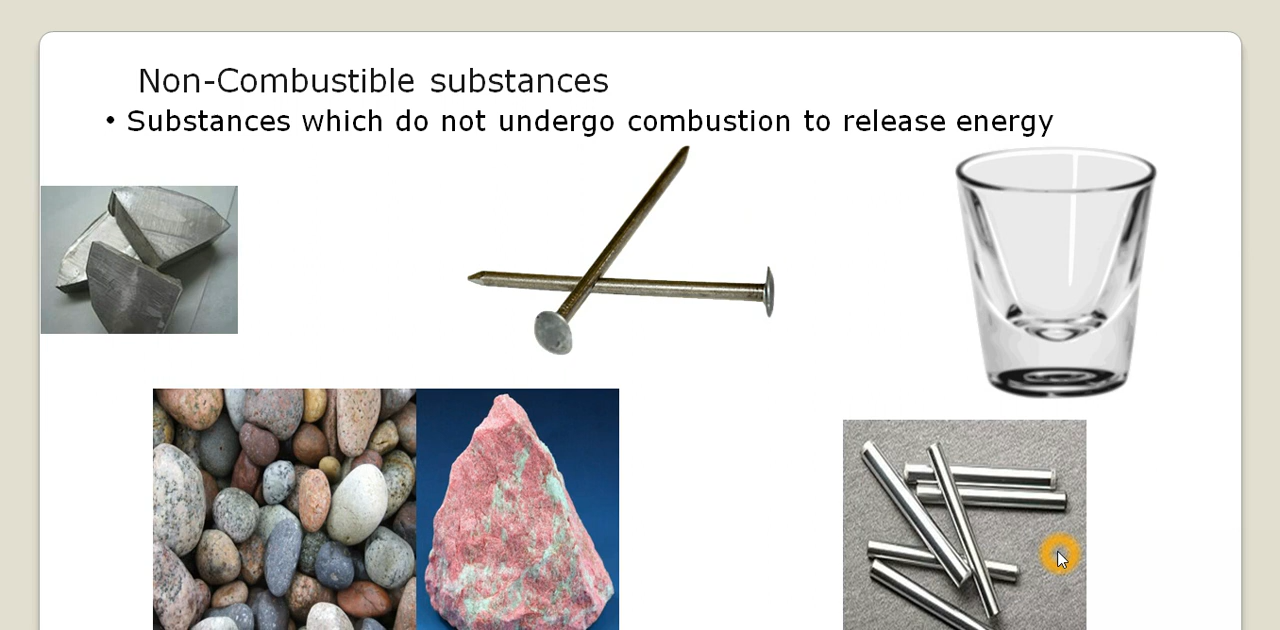 Non-Combustible substances
• Substances which do not undergo combustion to release energy